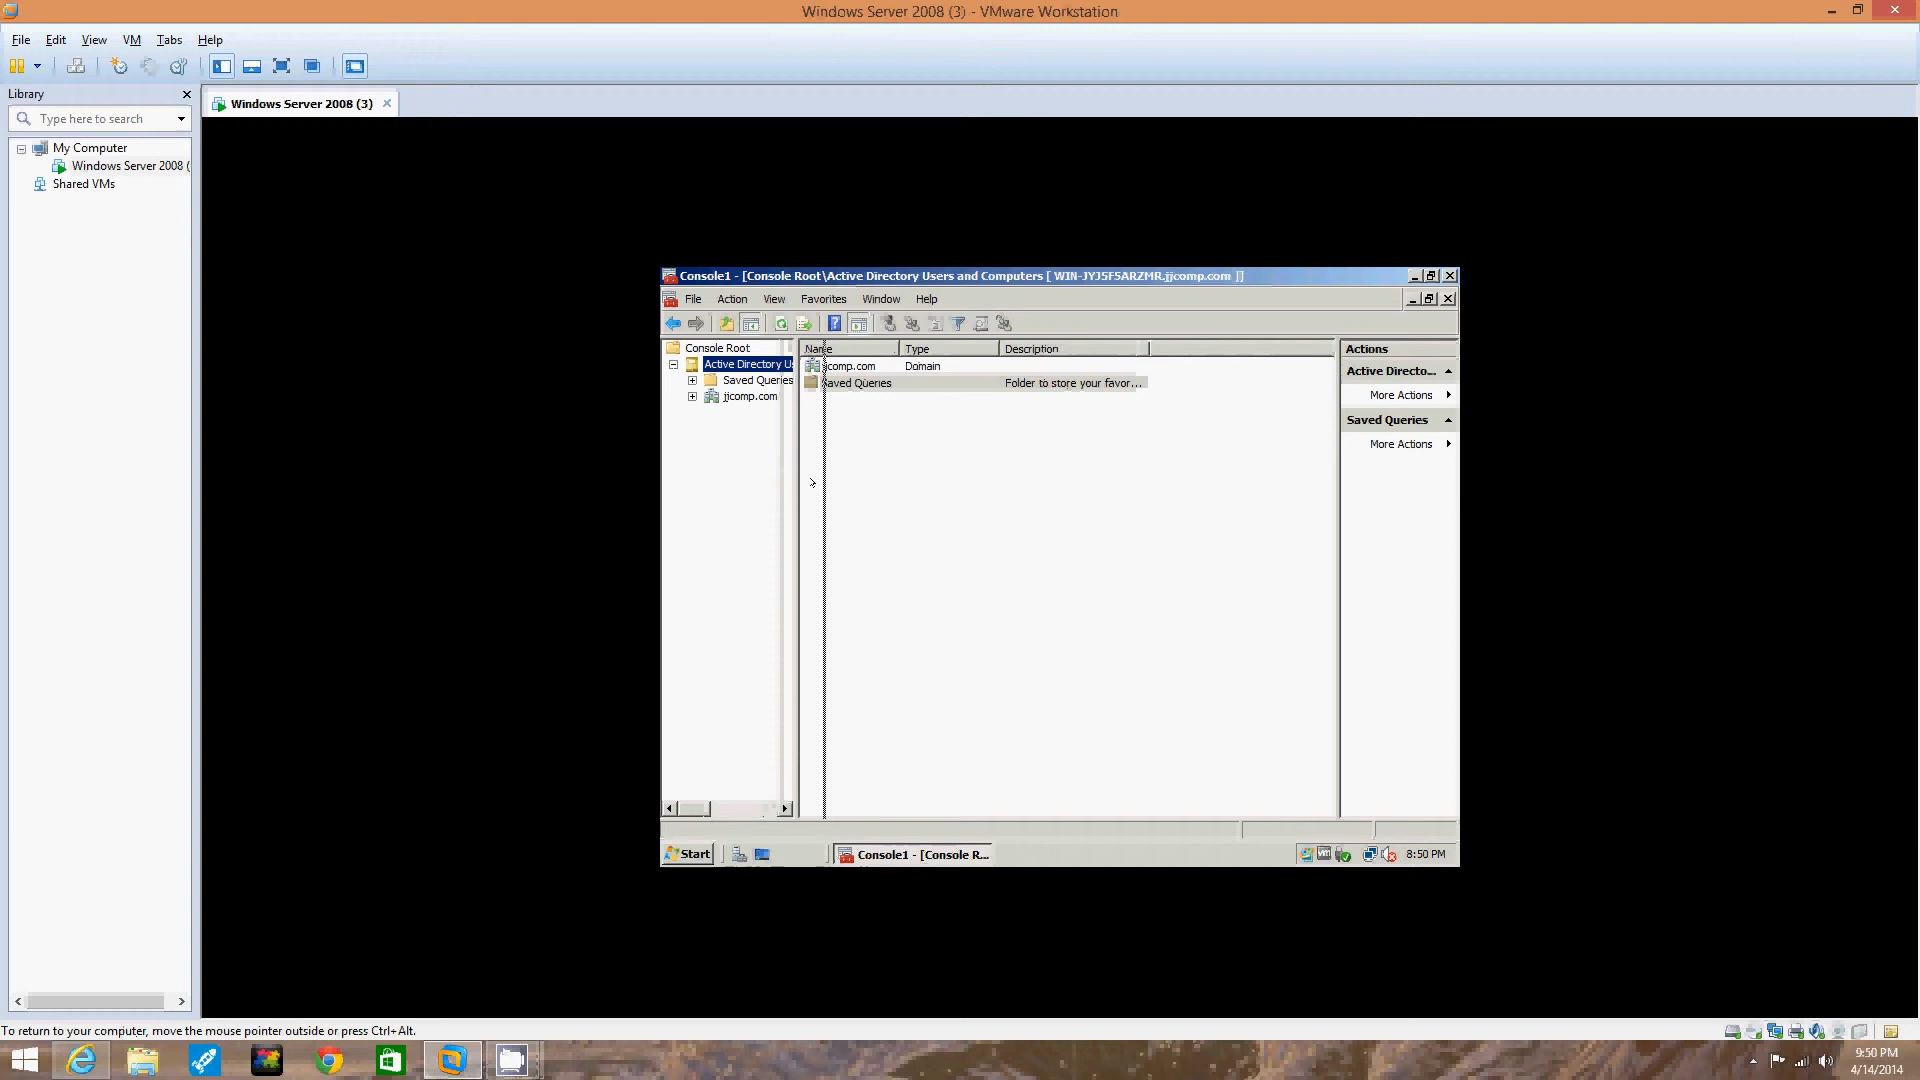 Windows Server 2008 (3) - VMware Workstation
File Edit View VM Tabs Help
Library
Windows Server 2008 (3)
Type here to search
My Computer
Windows Server 2008 (
Shared VMs
Console1 - [Console Root\Active Directory Users and Computers [ WIN-JYJ5F5ARZMR.jjcomp.com ]]
File Action View Favorites Window Help
Console Root
Active Directory Us
Saved Queries
jjcomp.com
Name Type Description
jcomp.com Domain
Saved Queries Folder to store your favor...
Actions
Active Directo...
More Actions
Saved Queries
More Actions
Start
Console1 - [Console R...
8:50 PM
To return to your computer, move the mouse pointer outside or press Ctrl+Alt.
9:50 PM
4/14/2014